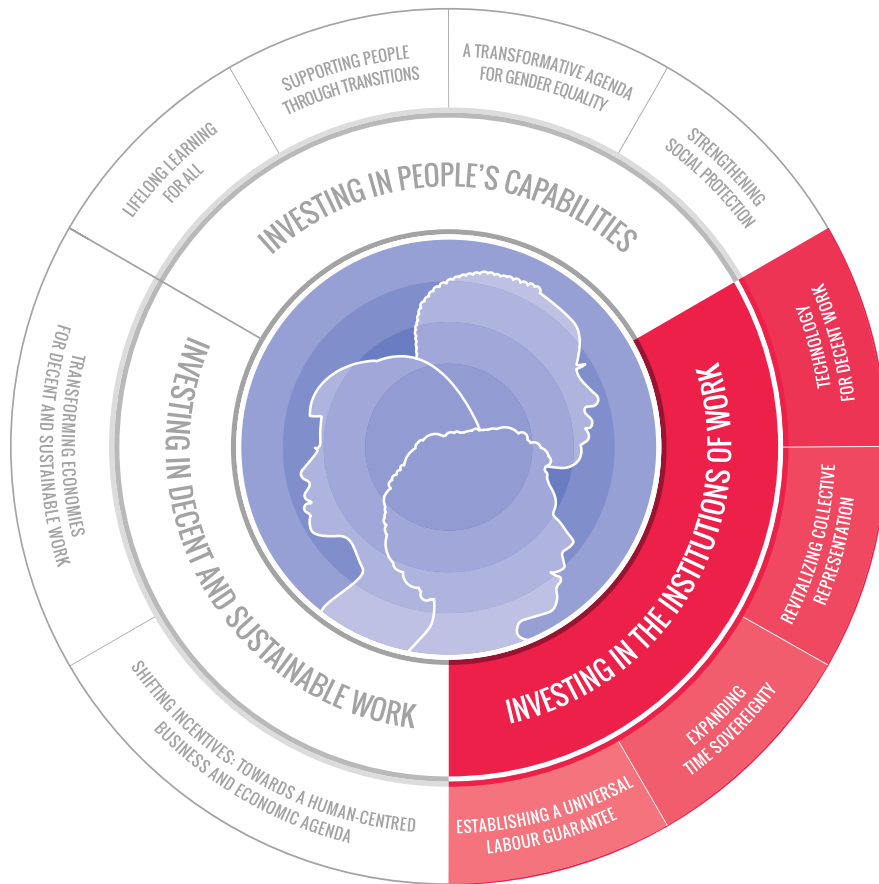 LIFELONG LEARNING
FOR ALL
SUPPORTING PEOPLE
THROUGH TRANSITIONS
A TRANSFORMATIVE AGENDA
FOR GENDER EQUALITY
STRENGTHENING
SOCIAL PROTECTION
INVESTING IN PEOPLE'S CAPABILITIES
TECHNOLOGY
FOR DECENT WORK
REVITALIZING COLLECTIVE
REPRESENTATION
EXPANDING
TIME SOVEREIGNTY
ESTABLISHING A UNIVERSAL
LABOUR GUARANTEE
INVESTING IN THE INSTITUTIONS OF WORK
TRANSFORMING ECONOMIES
FOR DECENT AND SUSTAINABLE WORK
SHIFTING INCENTIVES: TOWARDS A HUMAN-CENTRED
BUSINESS AND ECONOMIC AGENDA
INVESTING IN DECENT AND SUSTAINABLE WORK